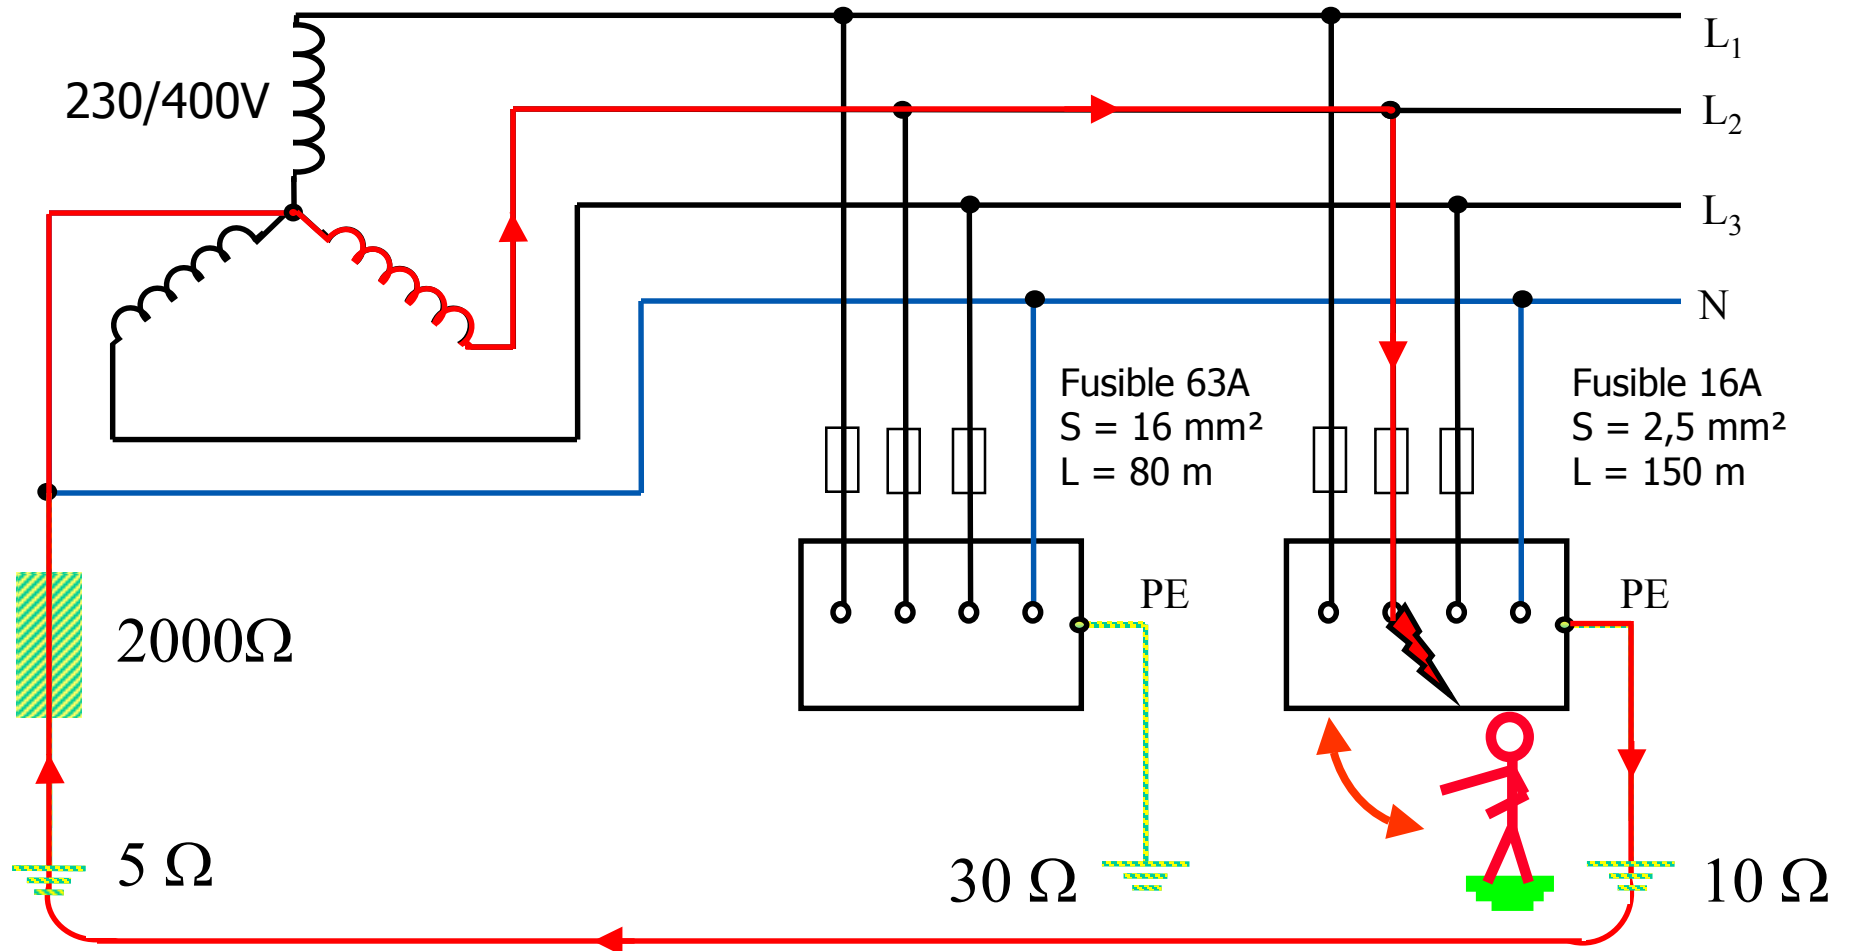 L₁
230/400V
L₂
L₃
N
Fusible 63A
S = 16 mm²
L = 80 m
Fusible 16A
S = 2,5 mm²
L = 150 m
PE
PE
2000Ω
5 Ω
30 Ω
10 Ω